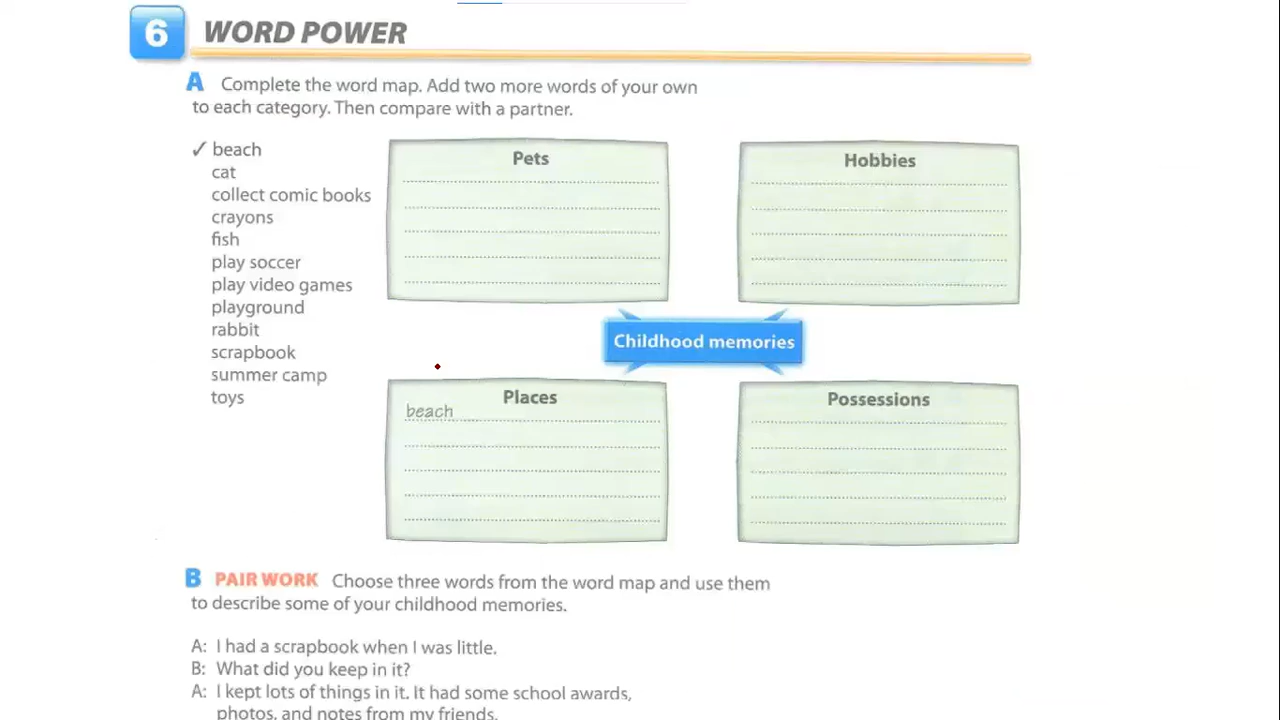 6 WORD POWER
A Complete the word map. Add two more words of your own
to each category. Then compare with a partner.
✓ beach
cat
collect comic books
crayons
fish
play soccer
play video games
playground
rabbit
scrapbook
summer camp
toys
Pets
Hobbies
Childhood memories
Places
beach
Possessions
B PAIR WORK Choose three words from the word map and use them
to describe some of your childhood memories.
A: I had a scrapbook when I was little.
B: What did you keep in it?
A: I kept lots of things in it. It had some school awards,
photos, and notes from my friends.